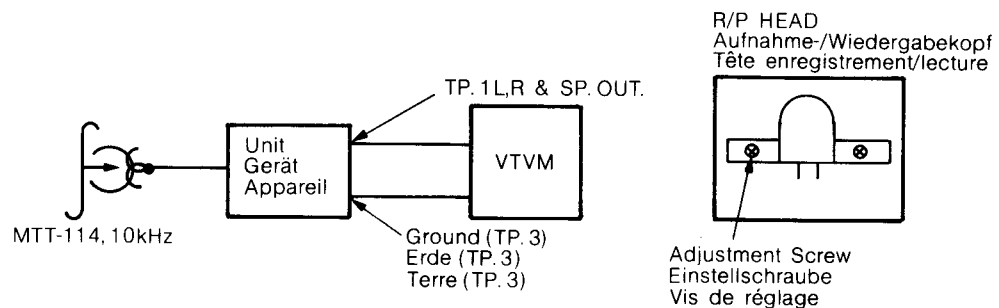 R/P HEAD
Aufnahme-/Wiedergabekopf
Tête enregistrement/lecture
TP. 1L,R & SP. OUT.
Unit
Gerät
Appareil
VTVM
MTT-114, 10kHz
Ground (TP. 3)
Erde (TP. 3)
Terre (TP. 3)
Adjustment Screw
Einstellschraube
Vis de réglage